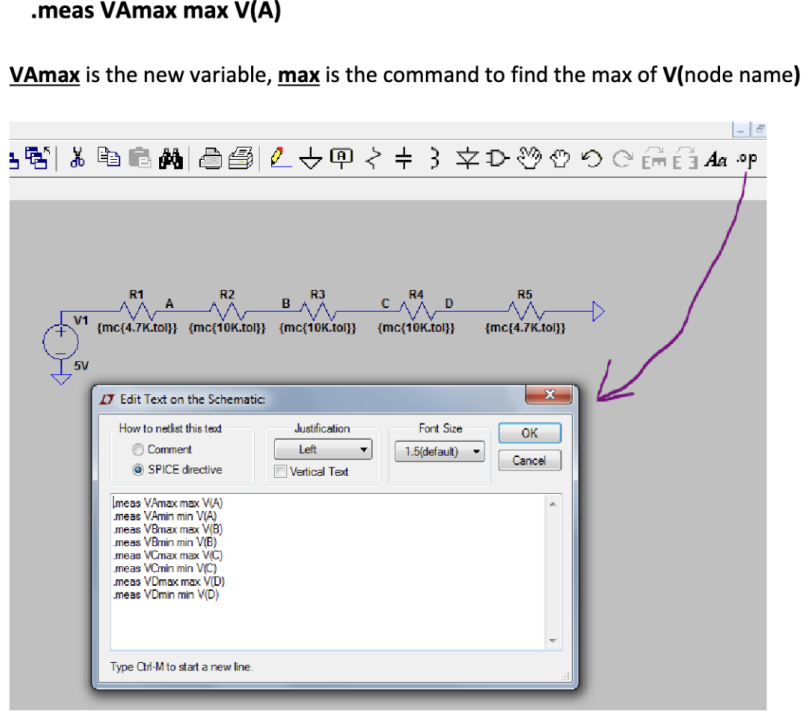 .meas VAmax max V(A)
VAmax is the new variable, max is the command to find the max of V(node name)
Aa .op
R1 A R2 B R3 C R4 D R5
V1 {mc{4.7K.tol}} {mc{10K.tol}} {mc{10K.tol}} {mc{10K.tol}} {mc{4.7K.tol}}
5V
Edit Text on the Schematic:
How to netlist this text Justification Font Size OK
Comment Left 1.5(default)
SPICE directive Vertical Text Cancel
.meas VAmax max V(A)
.meas VAmin min V(A)
.meas VBmax max V(B)
.meas VBmin min V(B)
.meas VCmax max V(C)
.meas VCmin min V(C)
.meas VDmax max V(D)
.meas VDmin min V(D)
Type Ctrl-M to start a new line.